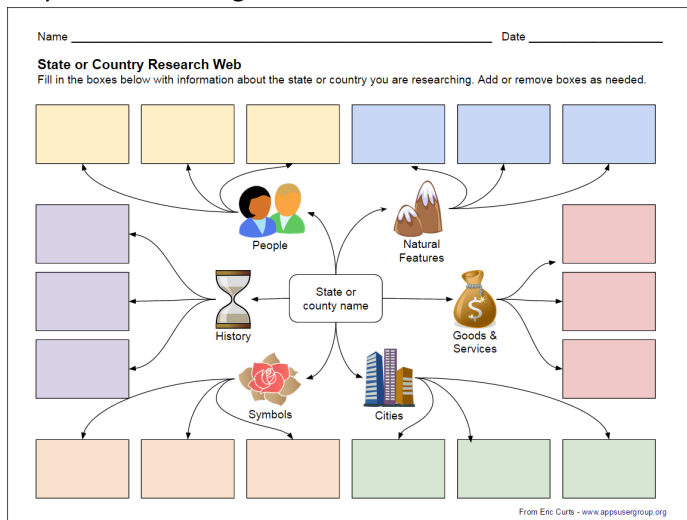 Name
Date
State or Country Research Web
Fill in the boxes below with information about the state or country you are researching. Add or remove boxes as needed.
People
Natural
Features
State or
county name
History
$
Goods &
Services
Symbols
Cities
From Eric Curts - www.appsusergroup.org